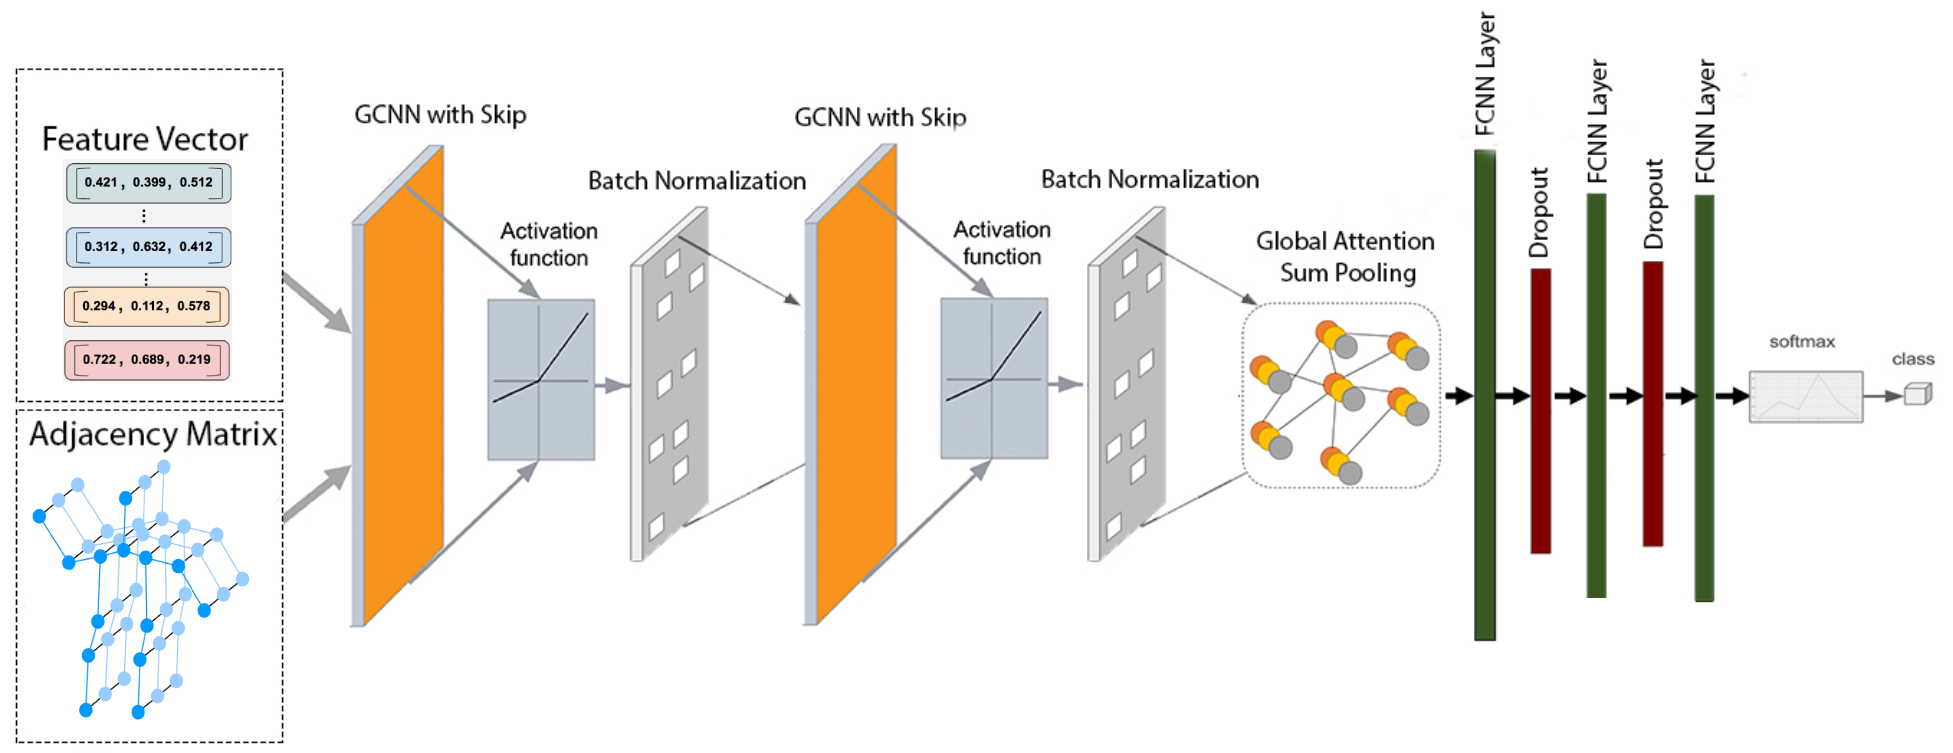 Feature Vector
0.421 , 0.399, 0.512
0.312 , 0.632, 0.412
0.294 , 0.112, 0.578
0.722 , 0.689, 0.219
Adjacency Matrix
GCNN with Skip
Activation
function
Batch Normalization
GCNN with Skip
Activation
function
Batch Normalization
Global Attention
Sum Pooling
FCNN Layer
Dropout
FCNN Layer
Dropout
FCNN Layer
softmax
class